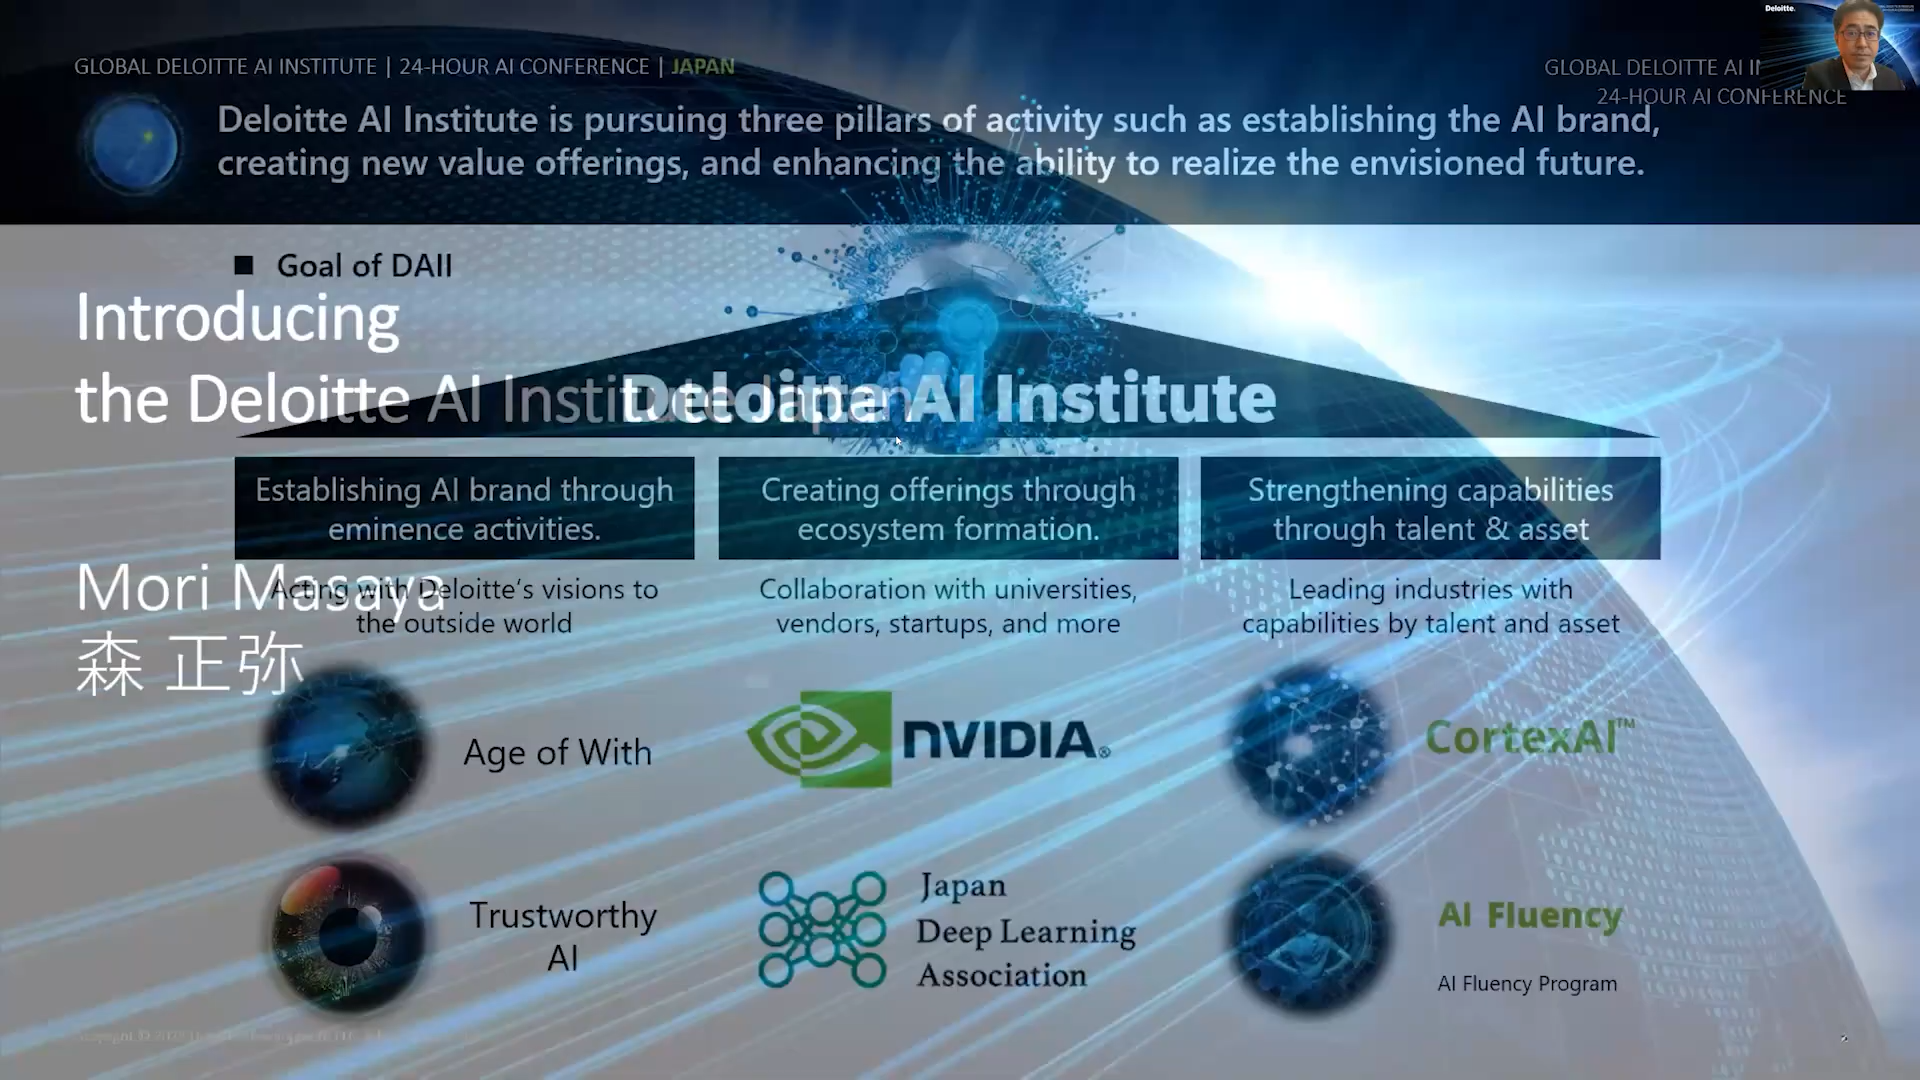 Deloitte.
GLOBAL DELOITTE AI INSTITUTE | 24-HOUR AI CONFERENCE | JAPAN
GLOBAL DELOITTE AI
24-HOUR AI CONFERENCE
Deloitte AI Institute is pursuing three pillars of activity such as establishing the AI brand,
creating new value offerings, and enhancing the ability to realize the envisioned future.
■ Goal of DAII
Introducing
the Deloitte AI Institute Japan
Deloitte AI Institute
Mori Masaya
森 正弥
Establishing AI brand through
eminence activities.
Acting with Deloitte's visions to
the outside world
Age of With
Trustworthy
AI
Creating offerings through
ecosystem formation.
Collaboration with universities,
vendors, startups, and more
NVIDIA®
Japan
Deep Learning
Association
Strengthening capabilities
through talent & asset
Leading industries with
capabilities by talent and asset
CortexAI™
AI Fluency
AI Fluency Program